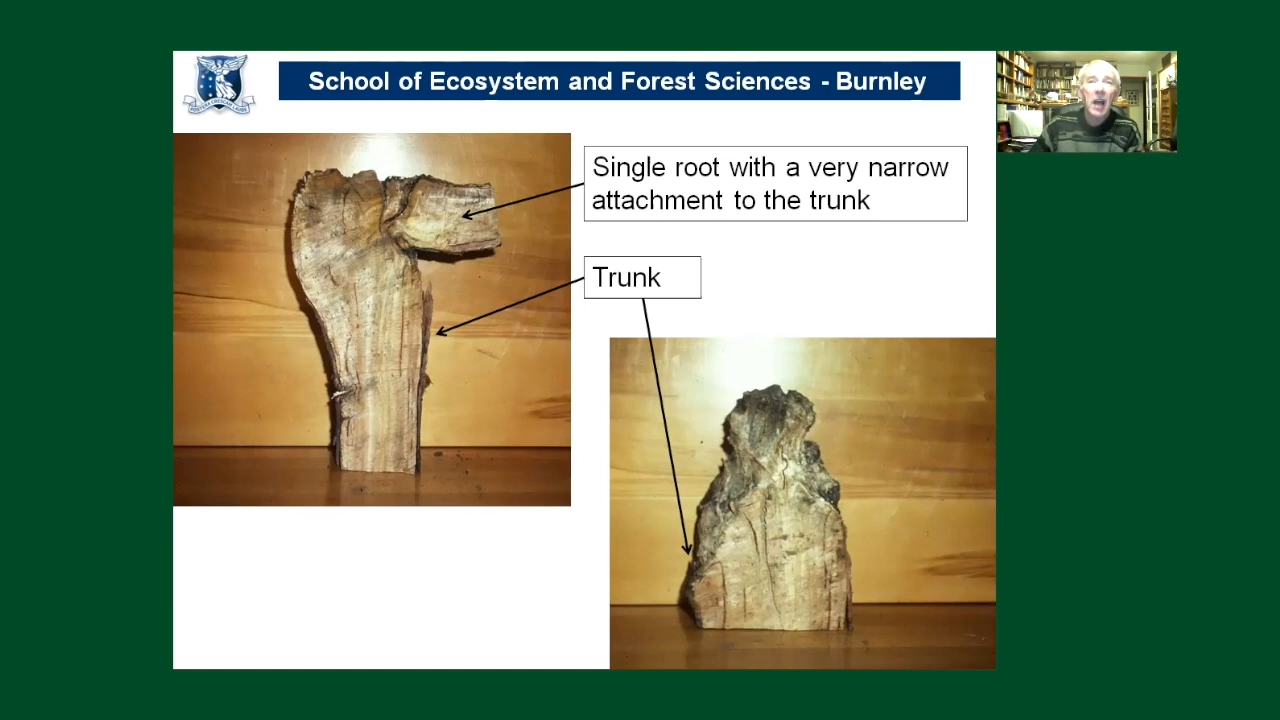 School of Ecosystem and Forest Sciences - Burnley
Single root with a very narrow
attachment to the trunk
Trunk